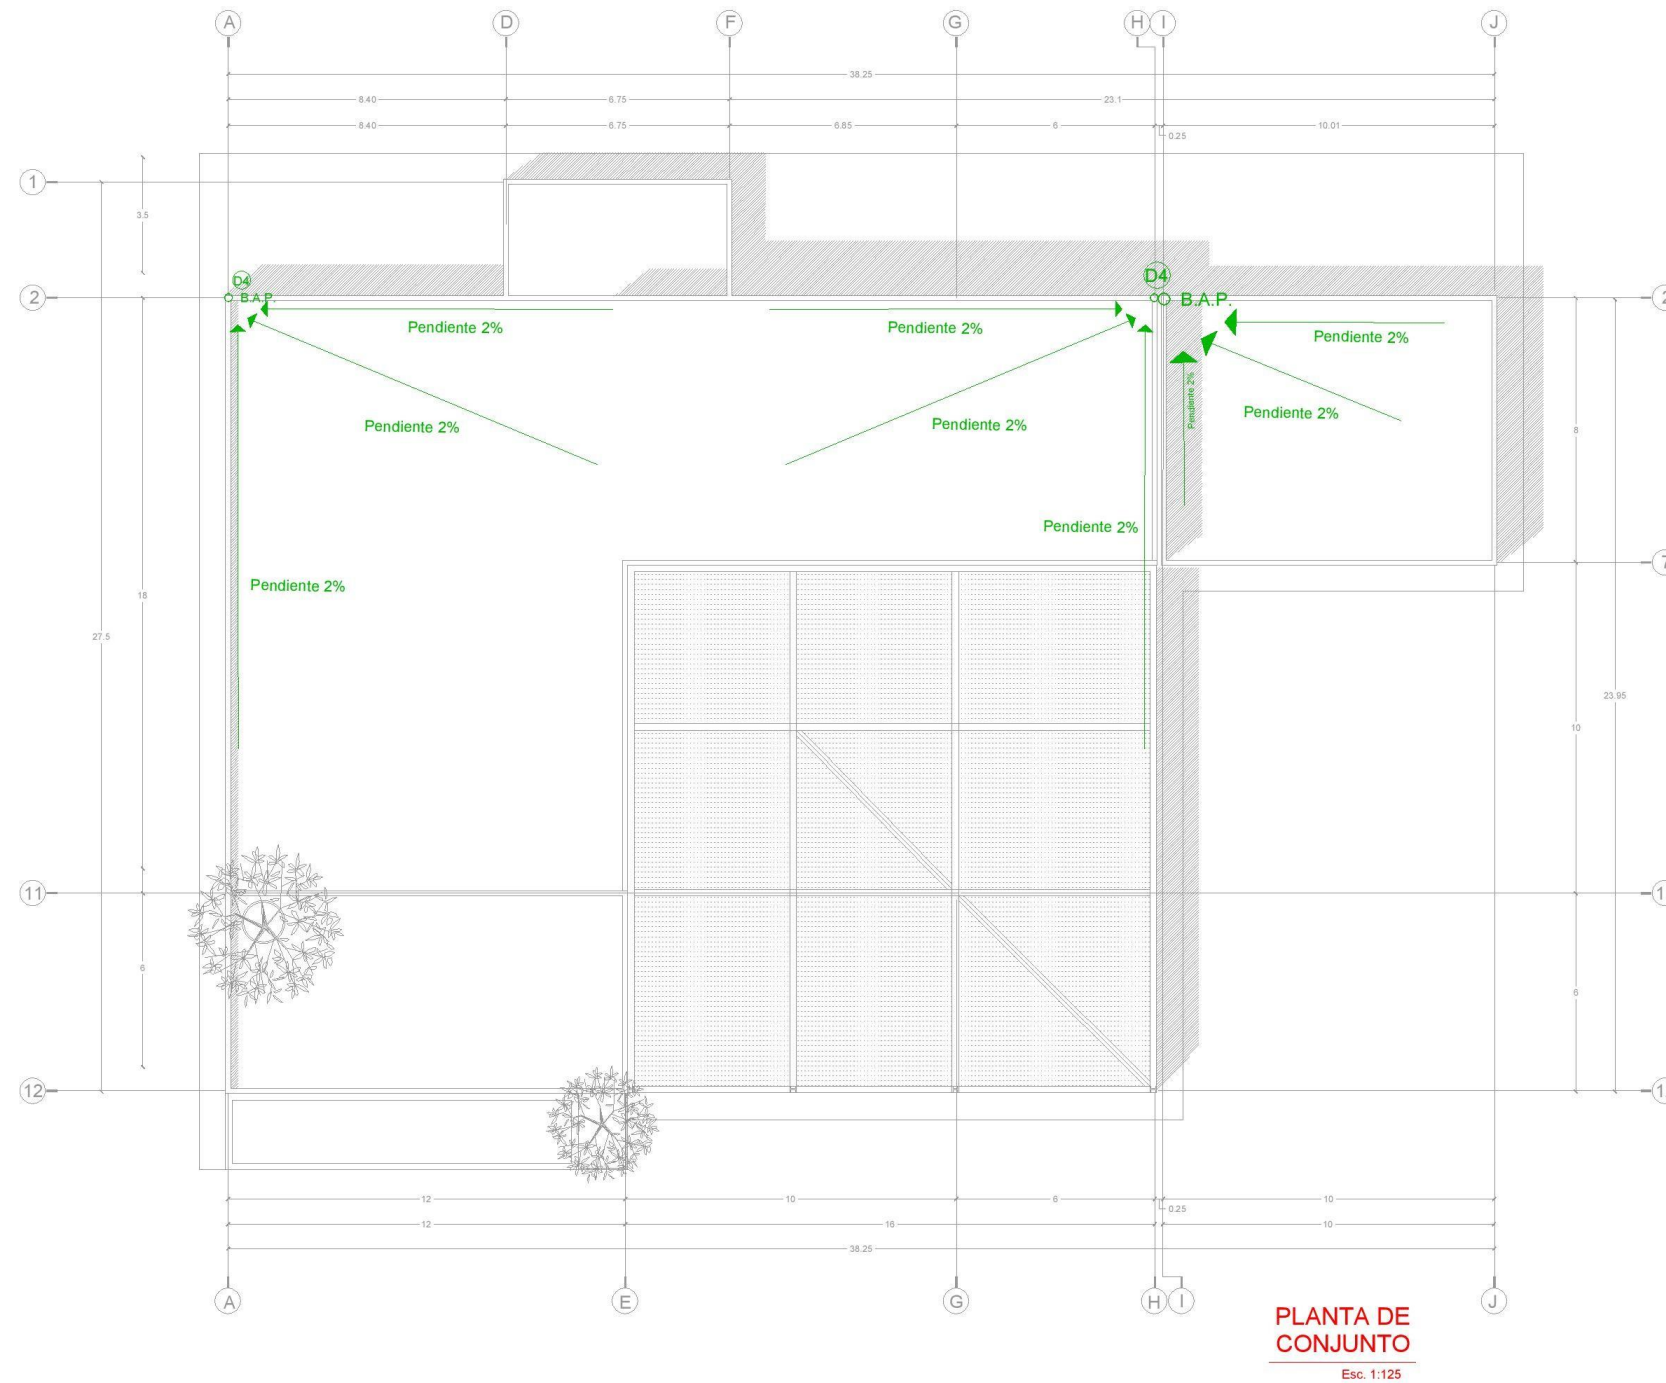 A D F G H I J
38.25
8.40 6.75 23.1
8.40 6.75 6.85 6 10.01
0.25
1
3.5
D4 D4
2 B.A.P. B.A.P. 2
Pendiente 2% Pendiente 2% Pendiente 2%
Pendiente 2%
Pendiente 2% Pendiente 2% Pendiente 2%
8
Pendiente 2%
7
Pendiente 2%
18
27.5
23.95
10
11 1
6
6
12 1
12 10 6 10
0.25
12 16 10
38.25
A E G H I J
PLANTA DE
CONJUNTO
Esc. 1:125